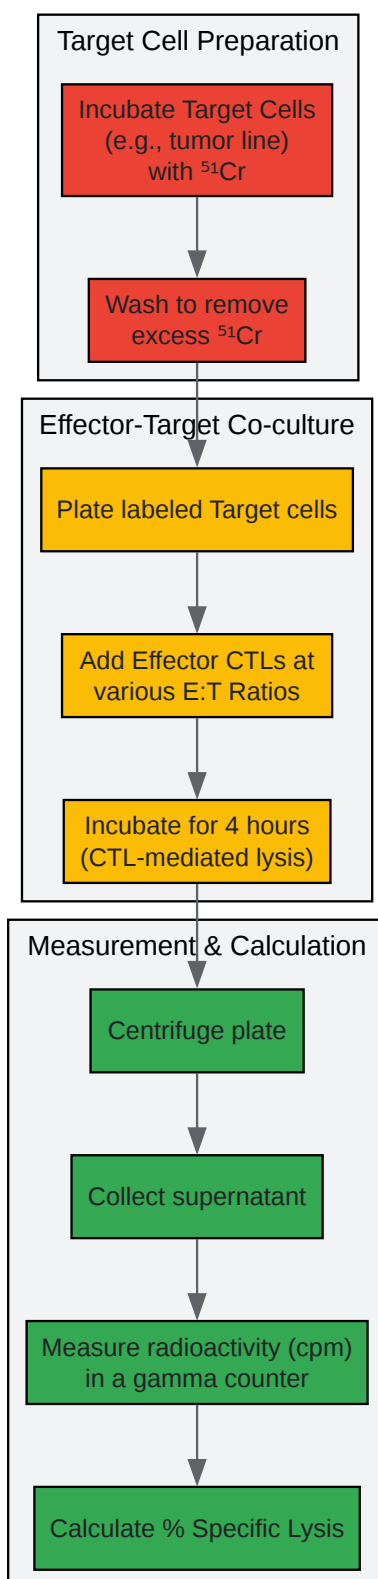 Target Cell Preparation
Incubate Target Cells
(e.g., tumor line)
with ⁵¹Cr
Wash to remove
excess ⁵¹Cr
Effector-Target Co-culture
Plate labeled Target cells
Add Effector CTLs at
various E:T Ratios
Incubate for 4 hours
(CTL-mediated lysis)
Measurement & Calculation
Centrifuge plate
Collect supernatant
Measure radioactivity (cpm)
in a gamma counter
Calculate % Specific Lysis